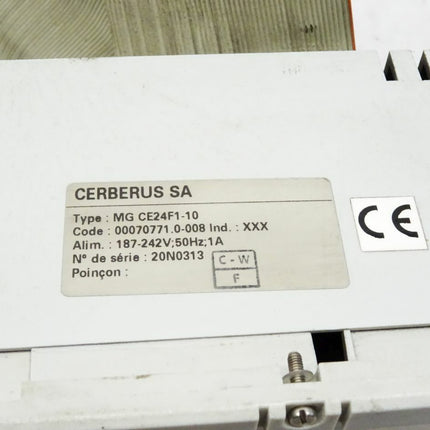 CERBERUS SA
Type : MG CE24F1-10
Code : 00070771.0-008 Ind. : XXX
Alim. : 187-242V;50Hz;1A
N° de série : 20N0313
Poinçon :
C - W
F
CE